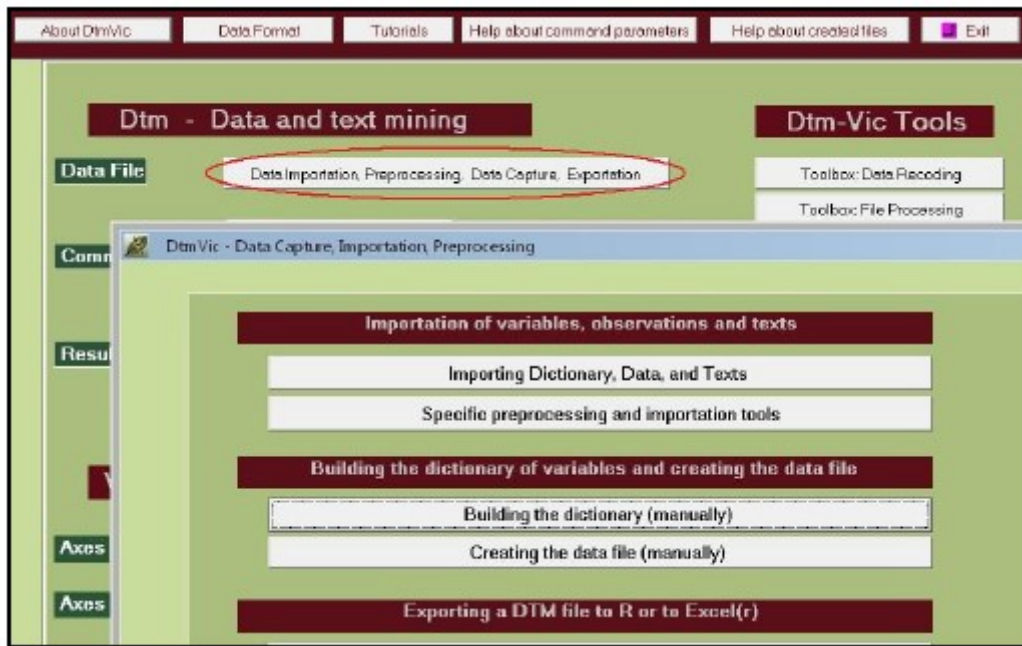 About DtmVic
Data Format
Tutorials
Help about command parameters
Help about created files
Exit
Dtm - Data and text mining
Dtm-Vic Tools
Data File
Data Importation, Preprocessing, Data Capture, Exportation
Toolbox: Data Recoding
Toolbox: File Processing
Comm
DtmVic - Data Capture, Importation, Preprocessing
Importation of variables, observations and texts
Resu
Importing Dictionary, Data, and Texts
Specific preprocessing and importation tools
Building the dictionary of variables and creating the data file
Building the dictionary (manually)
Axes
Creating the data file (manually)
Axes
Exporting a DTM file to R or to Excel(r)